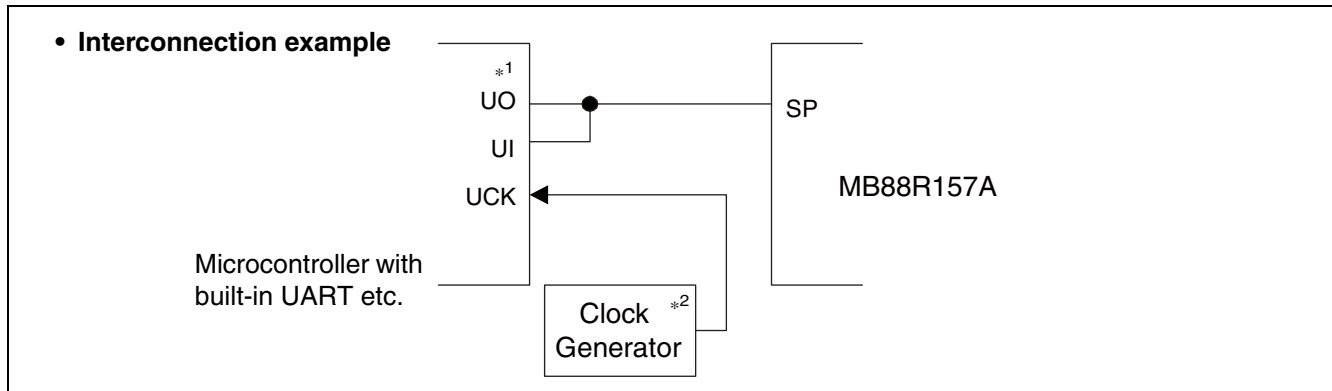 • Interconnection example
*1
UO
UI
UCK
SP
MB88R157A
Microcontroller with
built-in UART etc.
Clock *2
Generator